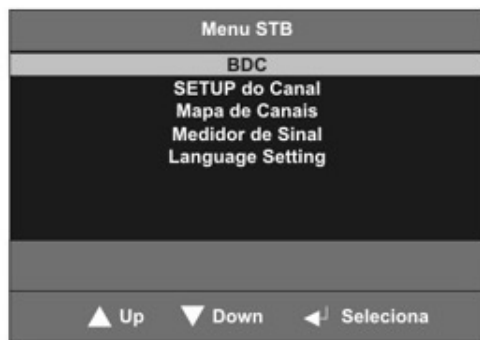 Menu STB
BDC
SETUP do Canal
Mapa de Canais
Medidor de Sinal
Language Setting
Up Down Seleciona